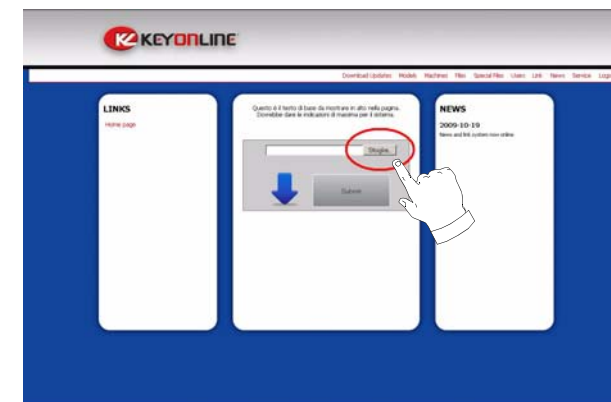 KEYONLINE
Download Updates Models Machines Files Special Files Users Link News Service
LINKS
Home page
Questo è il testo di base da mostrare in alto nella pagina.
Dovrebbe dare le indicazioni di massima per il sistema.
Sfoglia...
Submit
NEWS
2009-10-19
News and link system now online